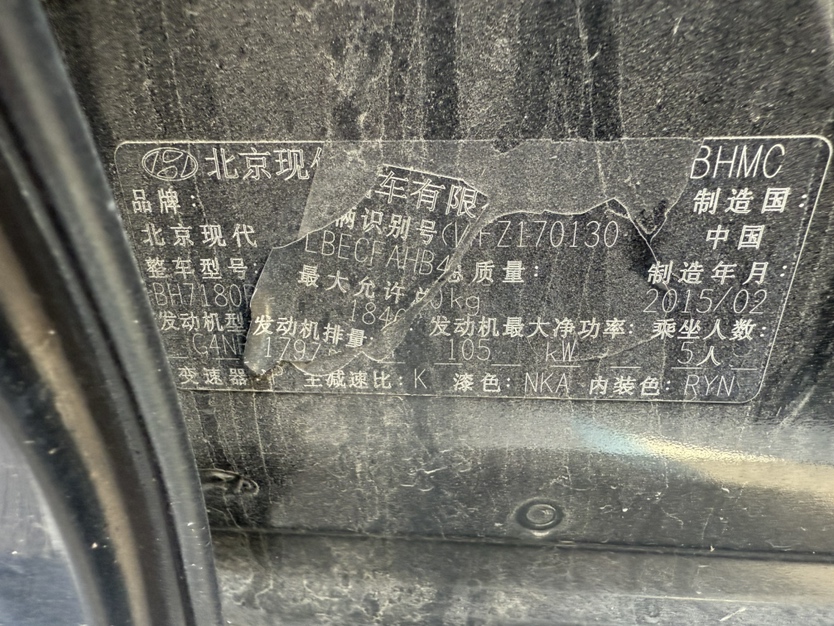 北京现 车有限 BHMC
品牌： 辆识别号 制造国：
北京现代 LBECFAHB FZ170130 中国
整车型号 最大允许总质量： 制造年月：
BH7180 184 0kg 2015/02
发动机型 发动机排量 发动机最大净功率： 乘坐人数：
G4N 1797 105 kW 5人
变速器 主减速比：K 漆色：NKA 内装色：RYN